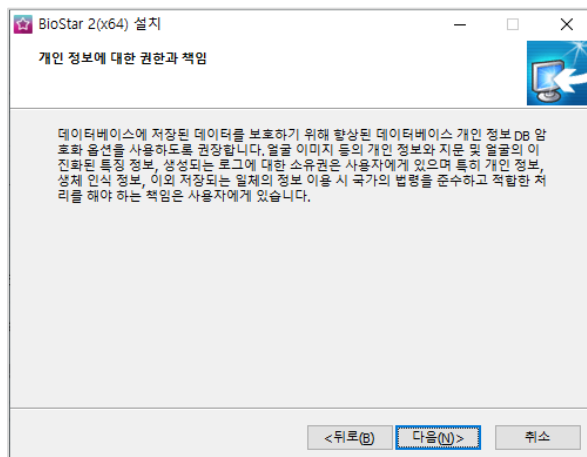 BioStar 2(x64) 설치
개인 정보에 대한 권한과 책임
데이터베이스에 저장된 데이터를 보호하기 위해 향상된 데이터베이스 개인 정보 DB 암
호화 옵션을 사용하도록 권장합니다. 얼굴 이미지 등의 개인 정보와 지문 및 얼굴의 이
진화된 특징 정보, 생성되는 로그에 대한 소유권은 사용자에게 있으며 특히 개인 정보,
생체 인식 정보, 이외 저장되는 일체의 정보 이용 시 국가의 법령을 준수하고 적합한 처
리를 해야 하는 책임은 사용자에게 있습니다.
<뒤로(B) 다음(N)> 취소